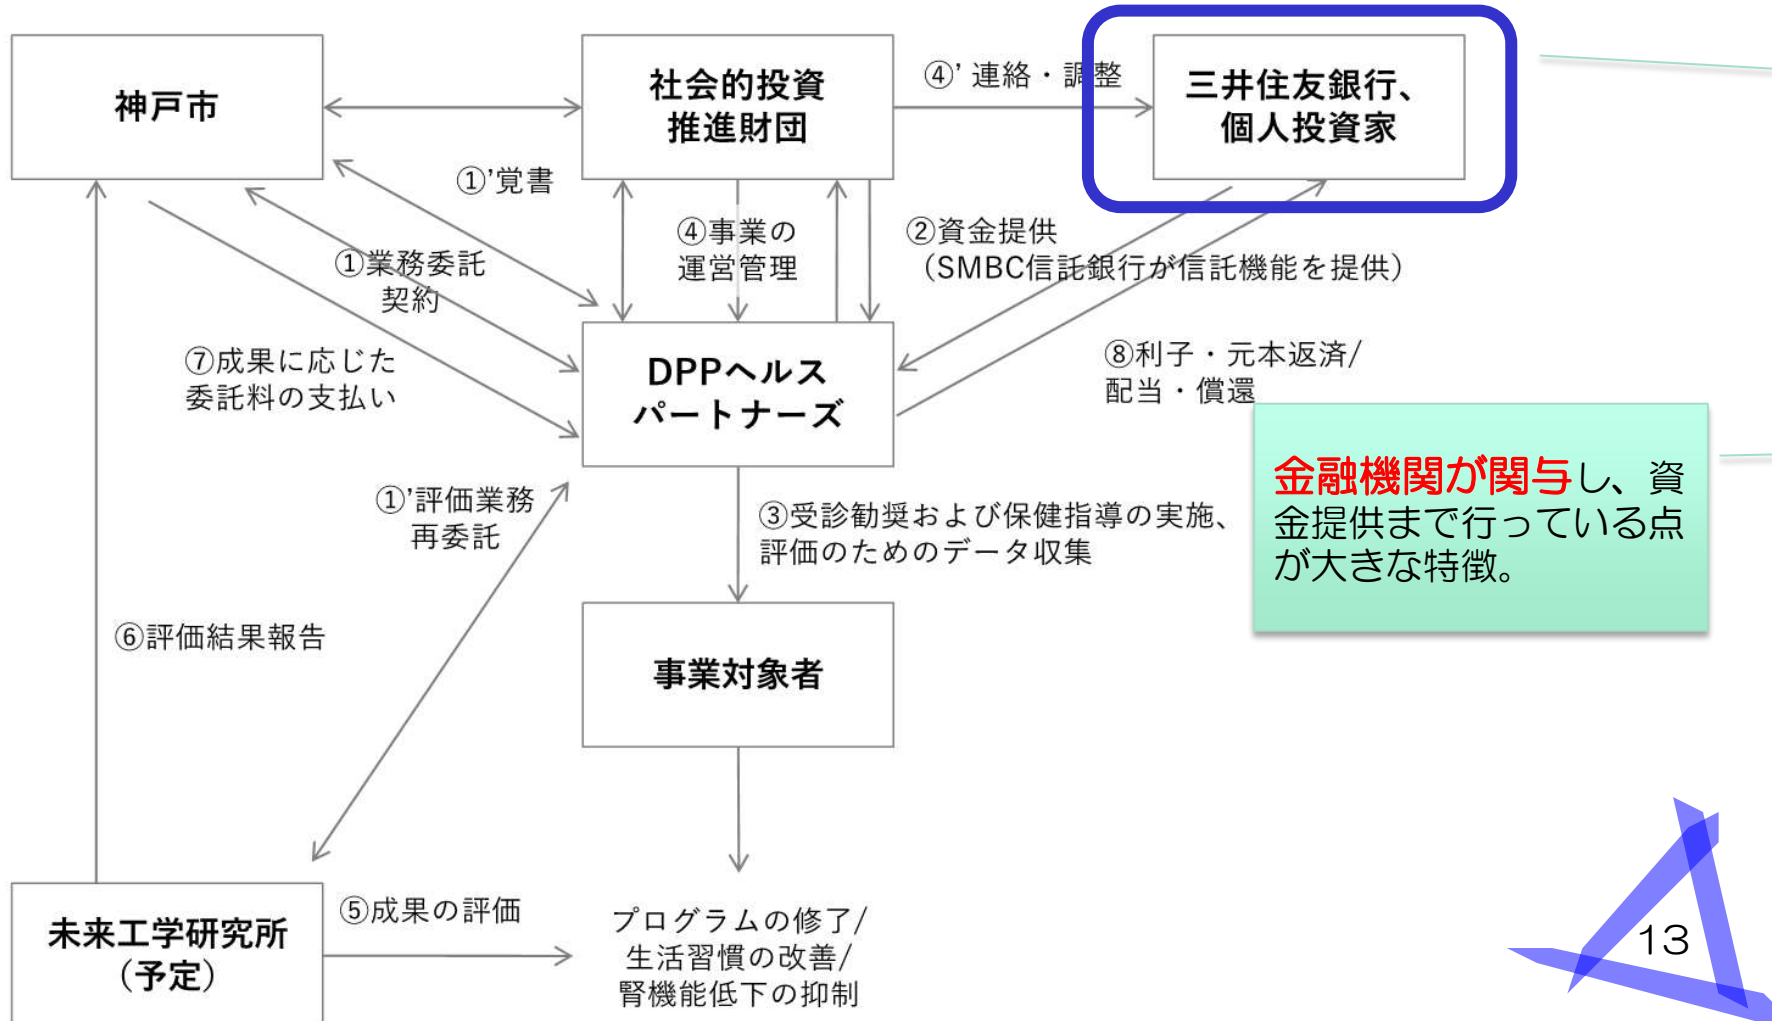 神戸市
社会的投資
推進財団
④’ 連絡・調整
三井住友銀行、
個人投資家
①’覚書
④事業の
運営管理
②資金提供
（SMBC信託銀行が信託機能を提供）
①業務委託
契約
⑦成果に応じた
委託料の支払い
DPPヘルス
パートナーズ
⑧利子・元本返済/
配当・償還
金融機関が関与し、資
金提供まで行っている点
が大きな特徴。
①’評価業務
再委託
③受診勧奨および保健指導の実施、
評価のためのデータ収集
⑥評価結果報告
事業対象者
未来工学研究所
（予定）
⑤成果の評価
プログラムの修了/
生活習慣の改善/
腎機能低下の抑制
13